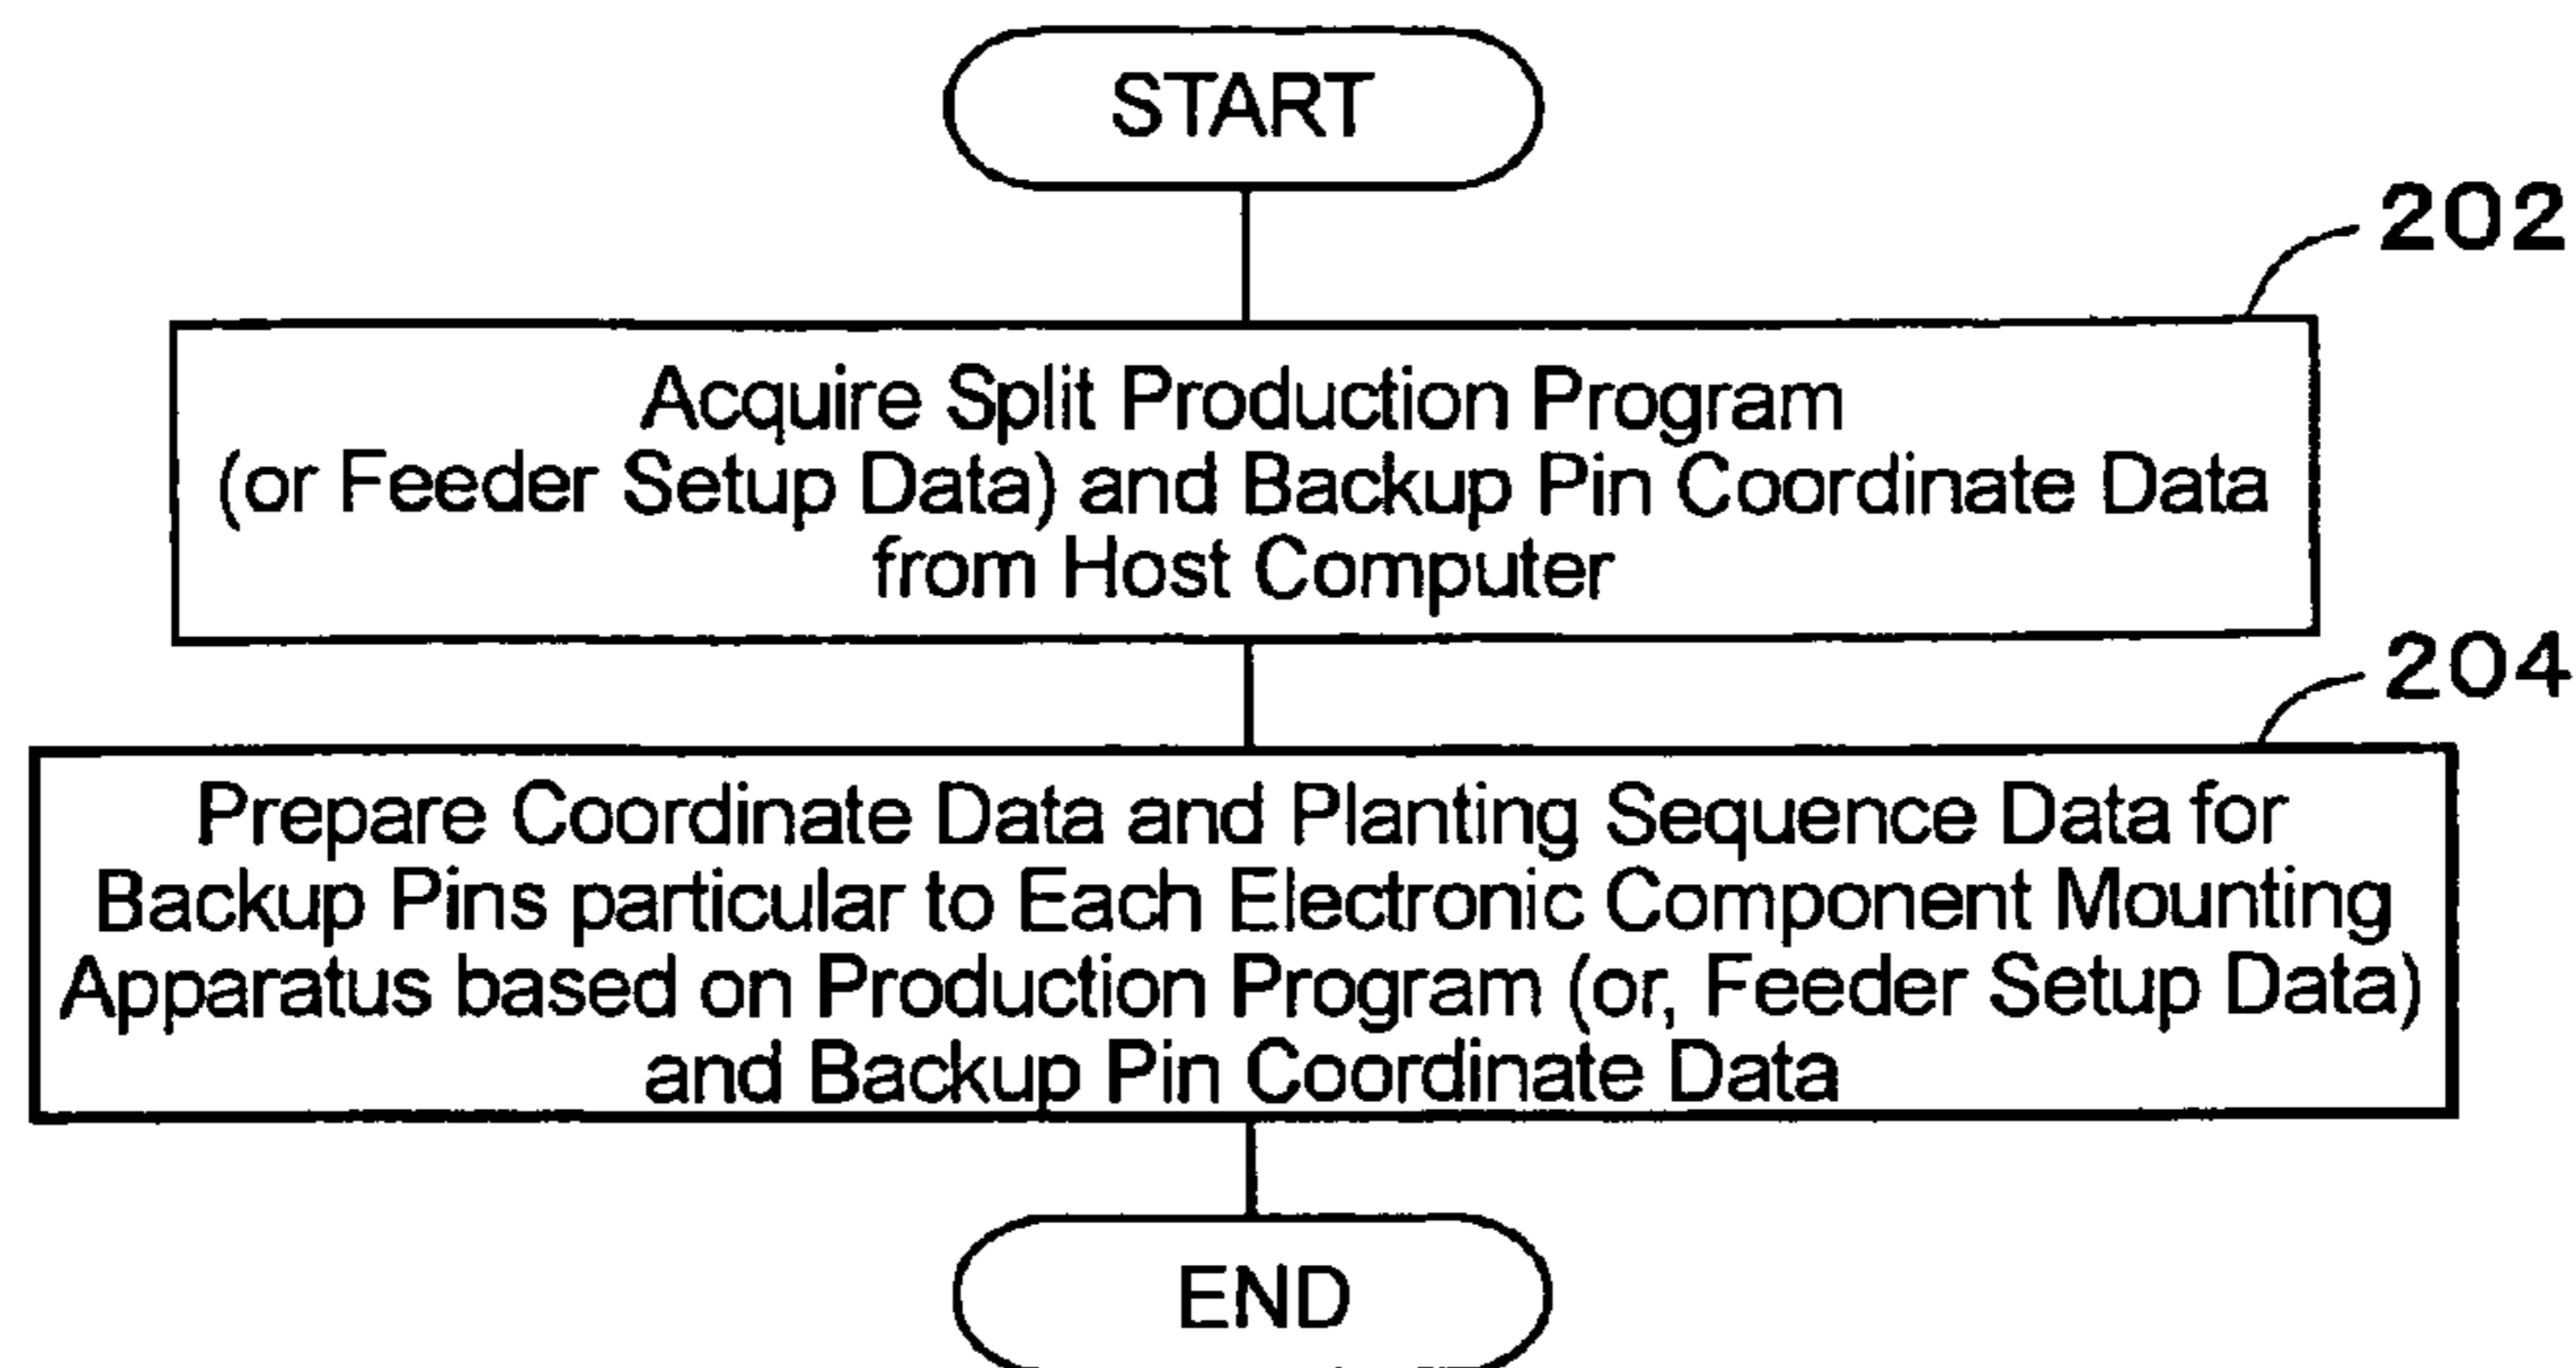 START
202
Acquire Split Production Program
(or Feeder Setup Data) and Backup Pin Coordinate Data
from Host Computer
204
Prepare Coordinate Data and Planting Sequence Data for
Backup Pins particular to Each Electronic Component Mounting
Apparatus based on Production Program (or, Feeder Setup Data)
and Backup Pin Coordinate Data
END